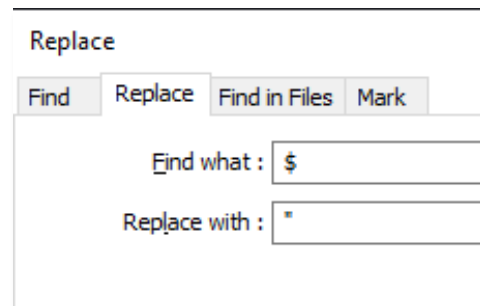 Replace
Find Replace Find in Files Mark
Find what : $
Replace with : "